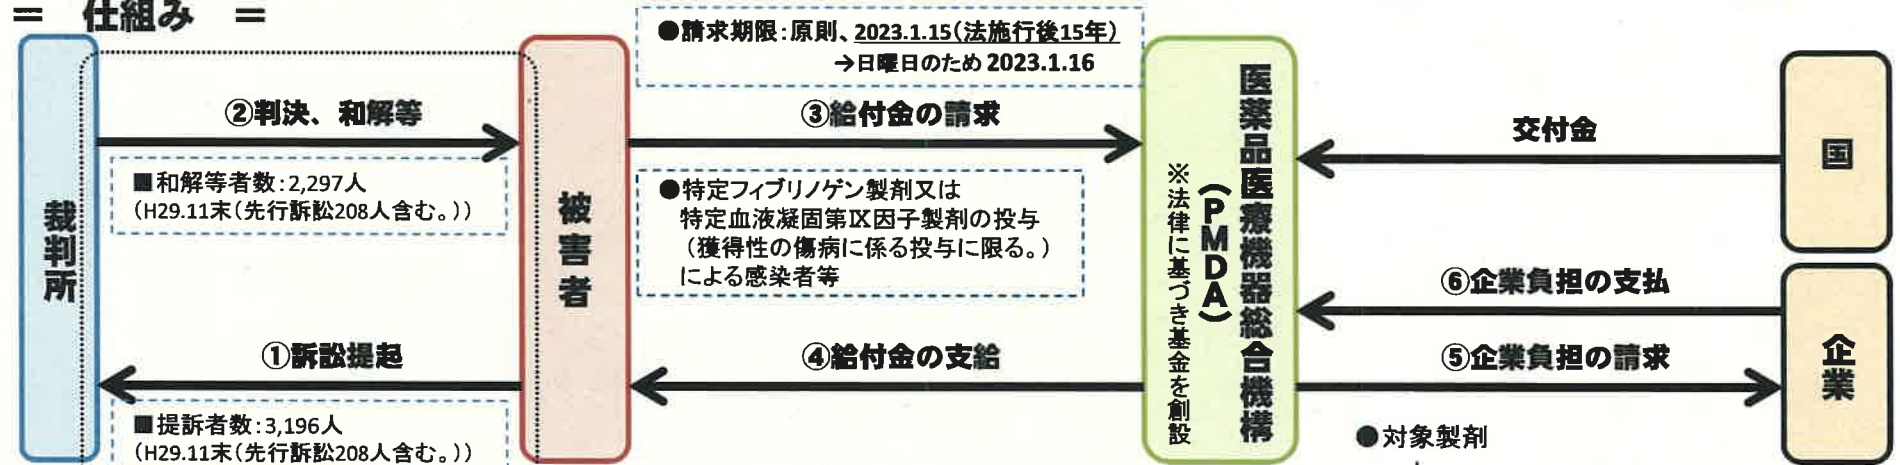 ＝ 仕組み ＝
●請求期限：原則、2023.1.15（法施行後15年）
→日曜日のため 2023.1.16
裁判所
②判決、和解等
■和解等者数：2,297人
（H29.11末（先行訴訟208人含む。））
①訴訟提起
■提訴者数：3,196人
（H29.11末（先行訴訟208人含む。））
被害者
③給付金の請求
●特定フィブリノゲン製剤又は
特定血液凝固第Ⅸ因子製剤の投与
（獲得性の傷病に係る投与に限る。）
による感染者等
④給付金の支給
医薬品医療機器総合機構
（PMDA）
※法律に基づき基金を創設
交付金
国
⑥企業負担の支払
⑤企業負担の請求
企業
●対象製剤